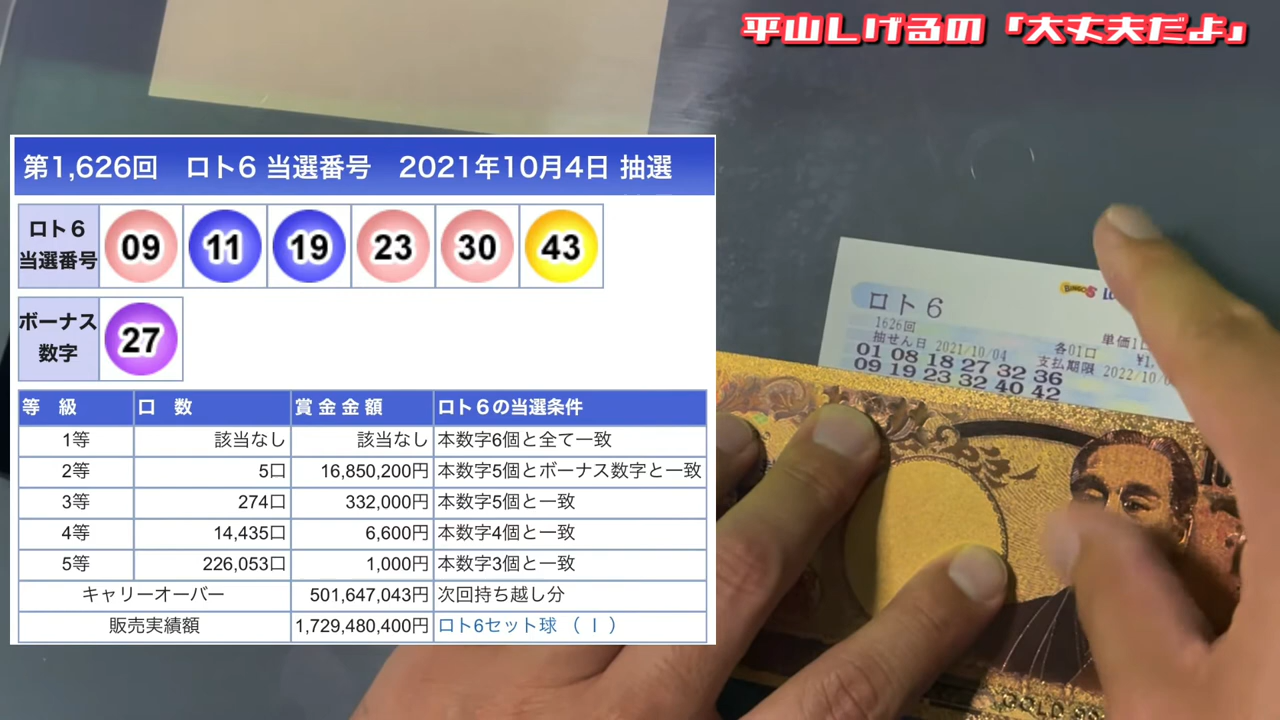 平山しげるの「大丈夫だよ」
第1,626回 ロト6 当選番号 2021年10月4日 抽選
ロト6
当選番号
09 11 19 23 30 43
ボーナス
数字
27
等 級 口 数 賞金金額 ロト6の当選条件
1等 該当なし 該当なし 本数字6個と全て一致
2等 5口 16,850,200円 本数字5個とボーナス数字と一致
3等 274口 332,000円 本数字5個と一致
4等 14,435口 6,600円 本数字4個と一致
5等 226,053口 1,000円 本数字3個と一致
キャリーオーバー 501,647,043円 次回持ち越し分
販売実績額 1,729,480,400円 ロト6セット球 (I)
ロト6
1626回
抽せん日 2021/10/04 各01口 単価1口
支払期限 2022/10/0
01 08 18 27 32 36
09 19 23 32 40 42
GOLD